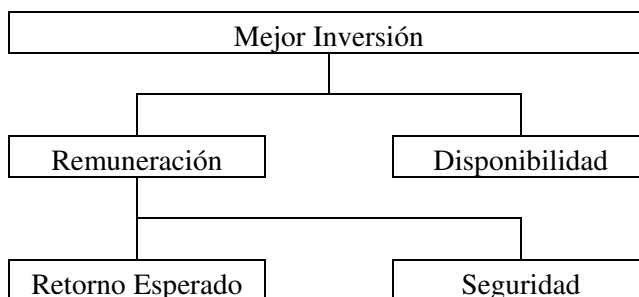 Mejor Inversión
Remuneración
Disponibilidad
Retorno Esperado
Seguridad